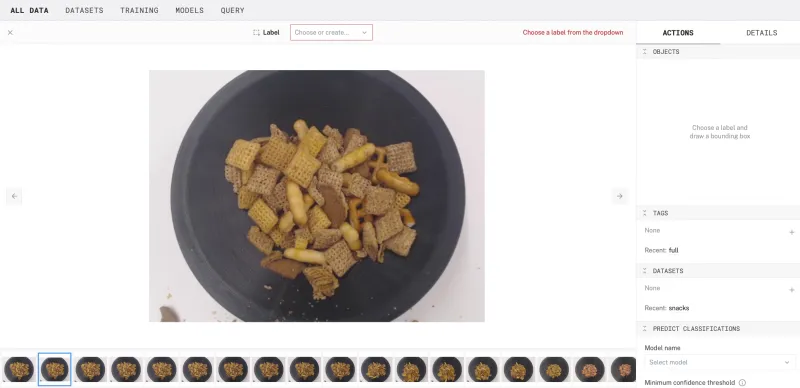 ALL DATA DATASETS TRAINING MODELS QUERY
Label Choose or create... Choose a label from the dropdown
ACTIONS DETAILS
OBJECTS
Choose a label and
draw a bounding box
TAGS
None
Recent: full
DATASETS
None
Recent: snacks
PREDICT CLASSIFICATIONS
Model name
Select model
Minimum confidence threshold